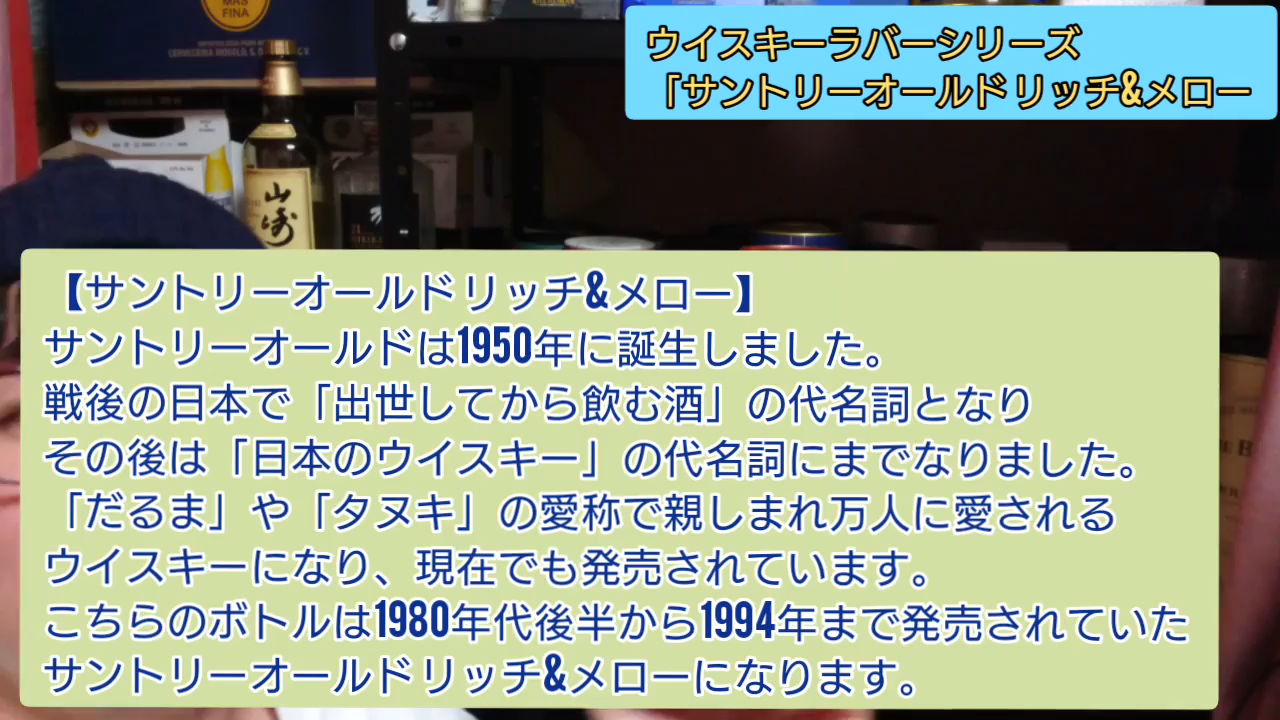 MAS
FINA
ウイスキーラバーシリーズ
「サントリーオールドリッチ&メロー
山崎
【サントリーオールドリッチ&メロー】
サントリーオールドは1950年に誕生しました。
戦後の日本で「出世してから飲む酒」の代名詞となり
その後は「日本のウイスキー」の代名詞にまでなりました。
「だるま」や「タヌキ」の愛称で親しまれ万人に愛される
ウイスキーになり、現在でも発売されています。
こちらのボトルは1980年代後半から1994年まで発売されていた
サントリーオールドリッチ&メローになります。